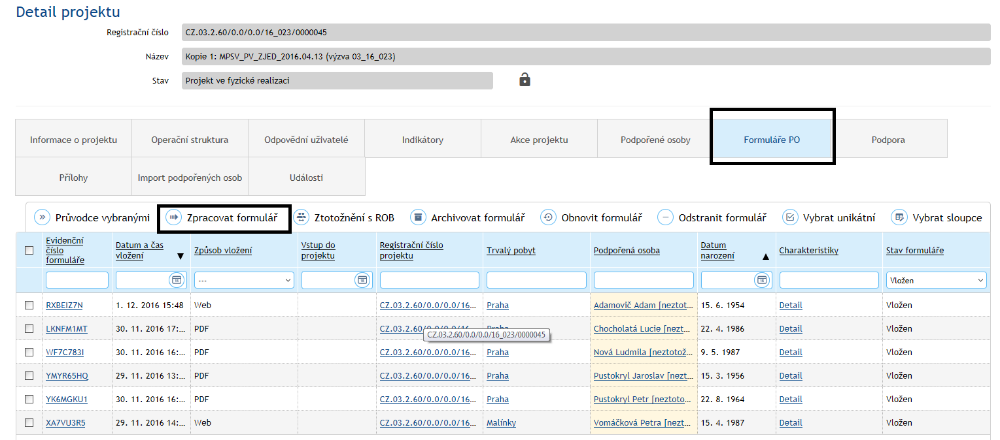 Detail projektu
Registrační číslo CZ.03.2.60/0.0/0.0/16_023/0000045
Název Kopie 1: MPSV_PV_ZJED_2016.04.13 (výzva 03_16_023)
Stav Projekt ve fyzické realizaci
Informace o projektu Operační struktura Odpovědní uživatelé Indikátory Akce projektu Podpořené osoby Formuláře PO Podpora
Přílohy Import podpořených osob Události
Průvodce vybranými Zpracovat formulář Ztotožnění s ROB Archivovat formulář Obnovit formulář Odstranit formulář Vybrat unikátní Vybrat sloupce
Evidenční číslo formuláře Datum a čas vložení ▼ Způsob vložení Vstup do projektu Registrační číslo projektu Trvalý pobyt Podpořená osoba Datum narození ▲ Charakteristiky Stav formuláře
--- Vložen
RXBEIZ7N 1. 12. 2016 15:48 Web CZ.03.2.60/0.0/0.0/16... Praha Adamovič Adam [neztot... 15. 6. 1954 Detail Vložen
LKNFM1MT 30. 11. 2016 17:... PDF CZ.03.2.60/0.0/0.0/16... Praha Chocholatá Lucie [nezt... 22. 4. 1986 Detail Vložen
CZ.03.2.60/0.0/0.0/16_023/0000045
WF7C783I 30. 11. 2016 16:... PDF CZ.03.2.60/0.0/0.0/16... Praha Nová Ludmila [neztotož... 9. 5. 1987 Detail Vložen
YMYR65HQ 29. 11. 2016 13:... PDF CZ.03.2.60/0.0/0.0/16... Praha Pustokryl Jaroslav [nezt... 15. 3. 1956 Detail Vložen
YK6MGKU1 30. 11. 2016 16:... PDF CZ.03.2.60/0.0/0.0/16... Praha Pustokryl Petr [neztoto... 22. 8. 1964 Detail Vložen
XA7VU3R5 29. 11. 2016 14:... Web CZ.03.2.60/0.0/0.0/16... Malínky Vomáčková Petra [nezt... 15. 4. 1987 Detail Vložen